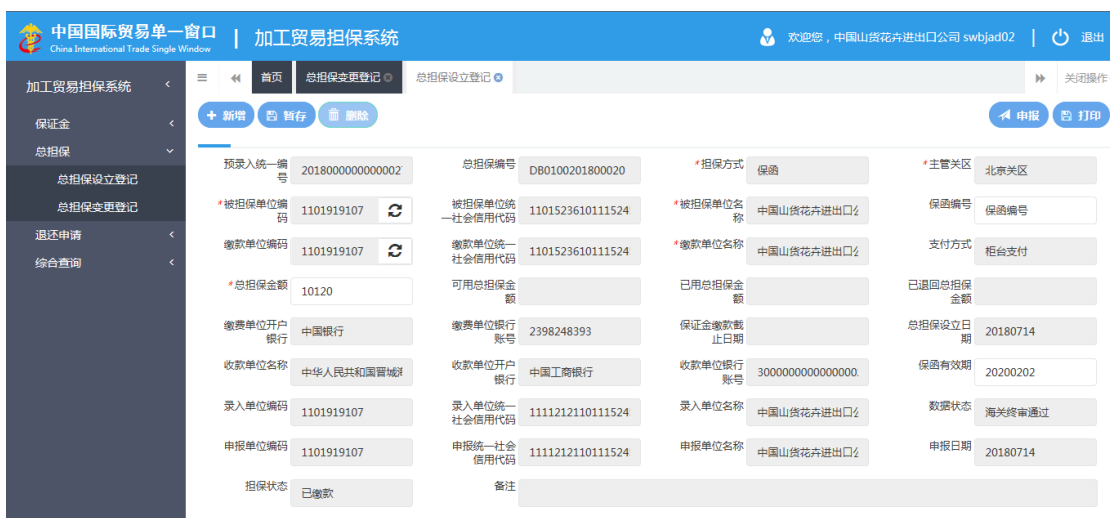 中国国际贸易单一窗口 | 加工贸易担保系统 欢迎您，中国山货花卉进出口公司 swbjad02 | 退出
China International Trade Single Window
加工贸易担保系统
保证金
总担保
总担保设立登记
总担保变更登记
退还申请
综合查询
首页 总担保变更登记 总担保设立登记 关闭操作
+ 新增 暂存 删除 申报 打印
预录入统一编号 2018000000000002 总担保编号 DB0100201800020 *担保方式 保函 *主管关区 北京关区
*被担保单位编码 1101919107 被担保单位统一社会信用代码 1101523610111524 *被担保单位名称 中国山货花卉进出口 保函编号 保函编号
缴款单位编码 1101919107 缴款单位统一社会信用代码 1101523610111524 *缴款单位名称 中国山货花卉进出口 支付方式 柜台支付
*总担保金额 10120 可用总担保金额 已用总担保金额 已退回总担保金额
缴费单位开户银行 中国银行 缴费单位银行账号 2398248393 保证金缴款截止日期 总担保设立日期 20180714
收款单位名称 中华人民共和国晋城 收款单位开户银行 中国工商银行 收款单位银行账号 3000000000000000 保函有效期 20200202
录入单位编码 1101919107 录入单位统一社会信用代码 1111212110111524 录入单位名称 中国山货花卉进出口 数据状态 海关终审通过
申报单位编码 1101919107 申报统一社会信用代码 1111212110111524 申报单位名称 中国山货花卉进出口 申报日期 20180714
担保状态 已缴款 备注